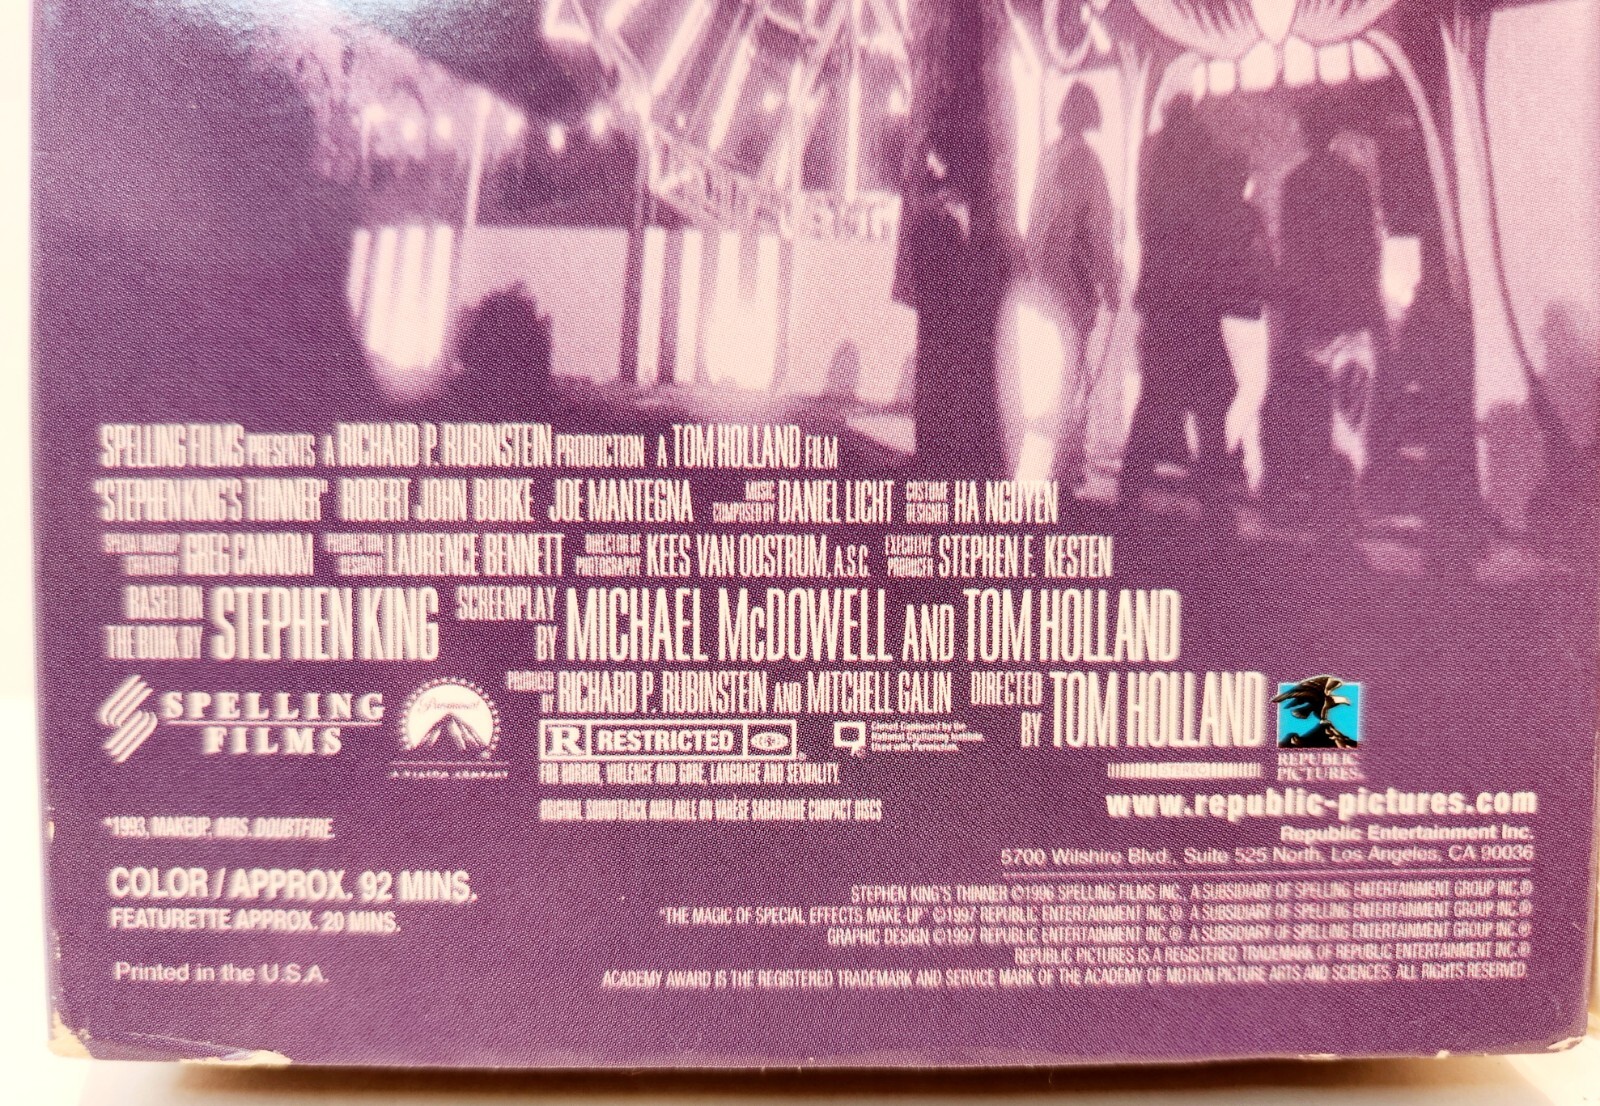 SPELLING FILMS PRESENTS A RICHARD P. RUBINSTEIN PRODUCTION A TOM HOLLAND FILM
"STEPHEN KING'S THINNER" ROBERT JOHN BURKE JOE MANTEGNA MUSIC COMPOSED BY DANIEL LICHT COSTUME DESIGNER HA NGUYEN
SPECIAL MAKEUP GREG CANNOM PRODUCTION DESIGNER LAURENCE BENNETT DIRECTOR OF PHOTOGRAPHY KEES VAN OOSTRUM, A.S.C. EXECUTIVE PRODUCER STEPHEN F. KESTEN
BASED ON THE BOOK BY STEPHEN KING SCREENPLAY BY MICHAEL McDOWELL AND TOM HOLLAND
PRODUCED BY RICHARD P. RUBINSTEIN AND MITCHELL GALIN DIRECTED BY TOM HOLLAND
SPELLING FILMS
Paramount
A VIACOM COMPANY
R RESTRICTED
FOR HORROR, VIOLENCE AND GORE, LANGUAGE AND SEXUALITY.
Captioned by the
National Captioning Institute.
Used with Permission.
REPUBLIC PICTURES
ORIGINAL SOUNDTRACK AVAILABLE ON VARÈSE SARABANDE COMPACT DISCS
www.republic-pictures.com
Republic Entertainment Inc.
5700 Wilshire Blvd., Suite 525 North, Los Angeles, CA 90036
*1993, MAKEUP, MRS. DOUBTFIRE.
COLOR / APPROX. 92 MINS.
FEATURETTE APPROX. 20 MINS.
Printed in the U.S.A.
STEPHEN KING'S THINNER ©1996 SPELLING FILMS INC., A SUBSIDIARY OF SPELLING ENTERTAINMENT GROUP INC.®
"THE MAGIC OF SPECIAL EFFECTS MAKE-UP" ©1997 REPUBLIC ENTERTAINMENT INC.® A SUBSIDIARY OF SPELLING ENTERTAINMENT GROUP INC.®
GRAPHIC DESIGN ©1997 REPUBLIC ENTERTAINMENT INC.® A SUBSIDIARY OF SPELLING ENTERTAINMENT GROUP INC.®
REPUBLIC PICTURES IS A REGISTERED TRADEMARK OF REPUBLIC ENTERTAINMENT INC.®
ACADEMY AWARD IS THE REGISTERED TRADEMARK AND SERVICE MARK OF THE ACADEMY OF MOTION PICTURE ARTS AND SCIENCES. ALL RIGHTS RESERVED.